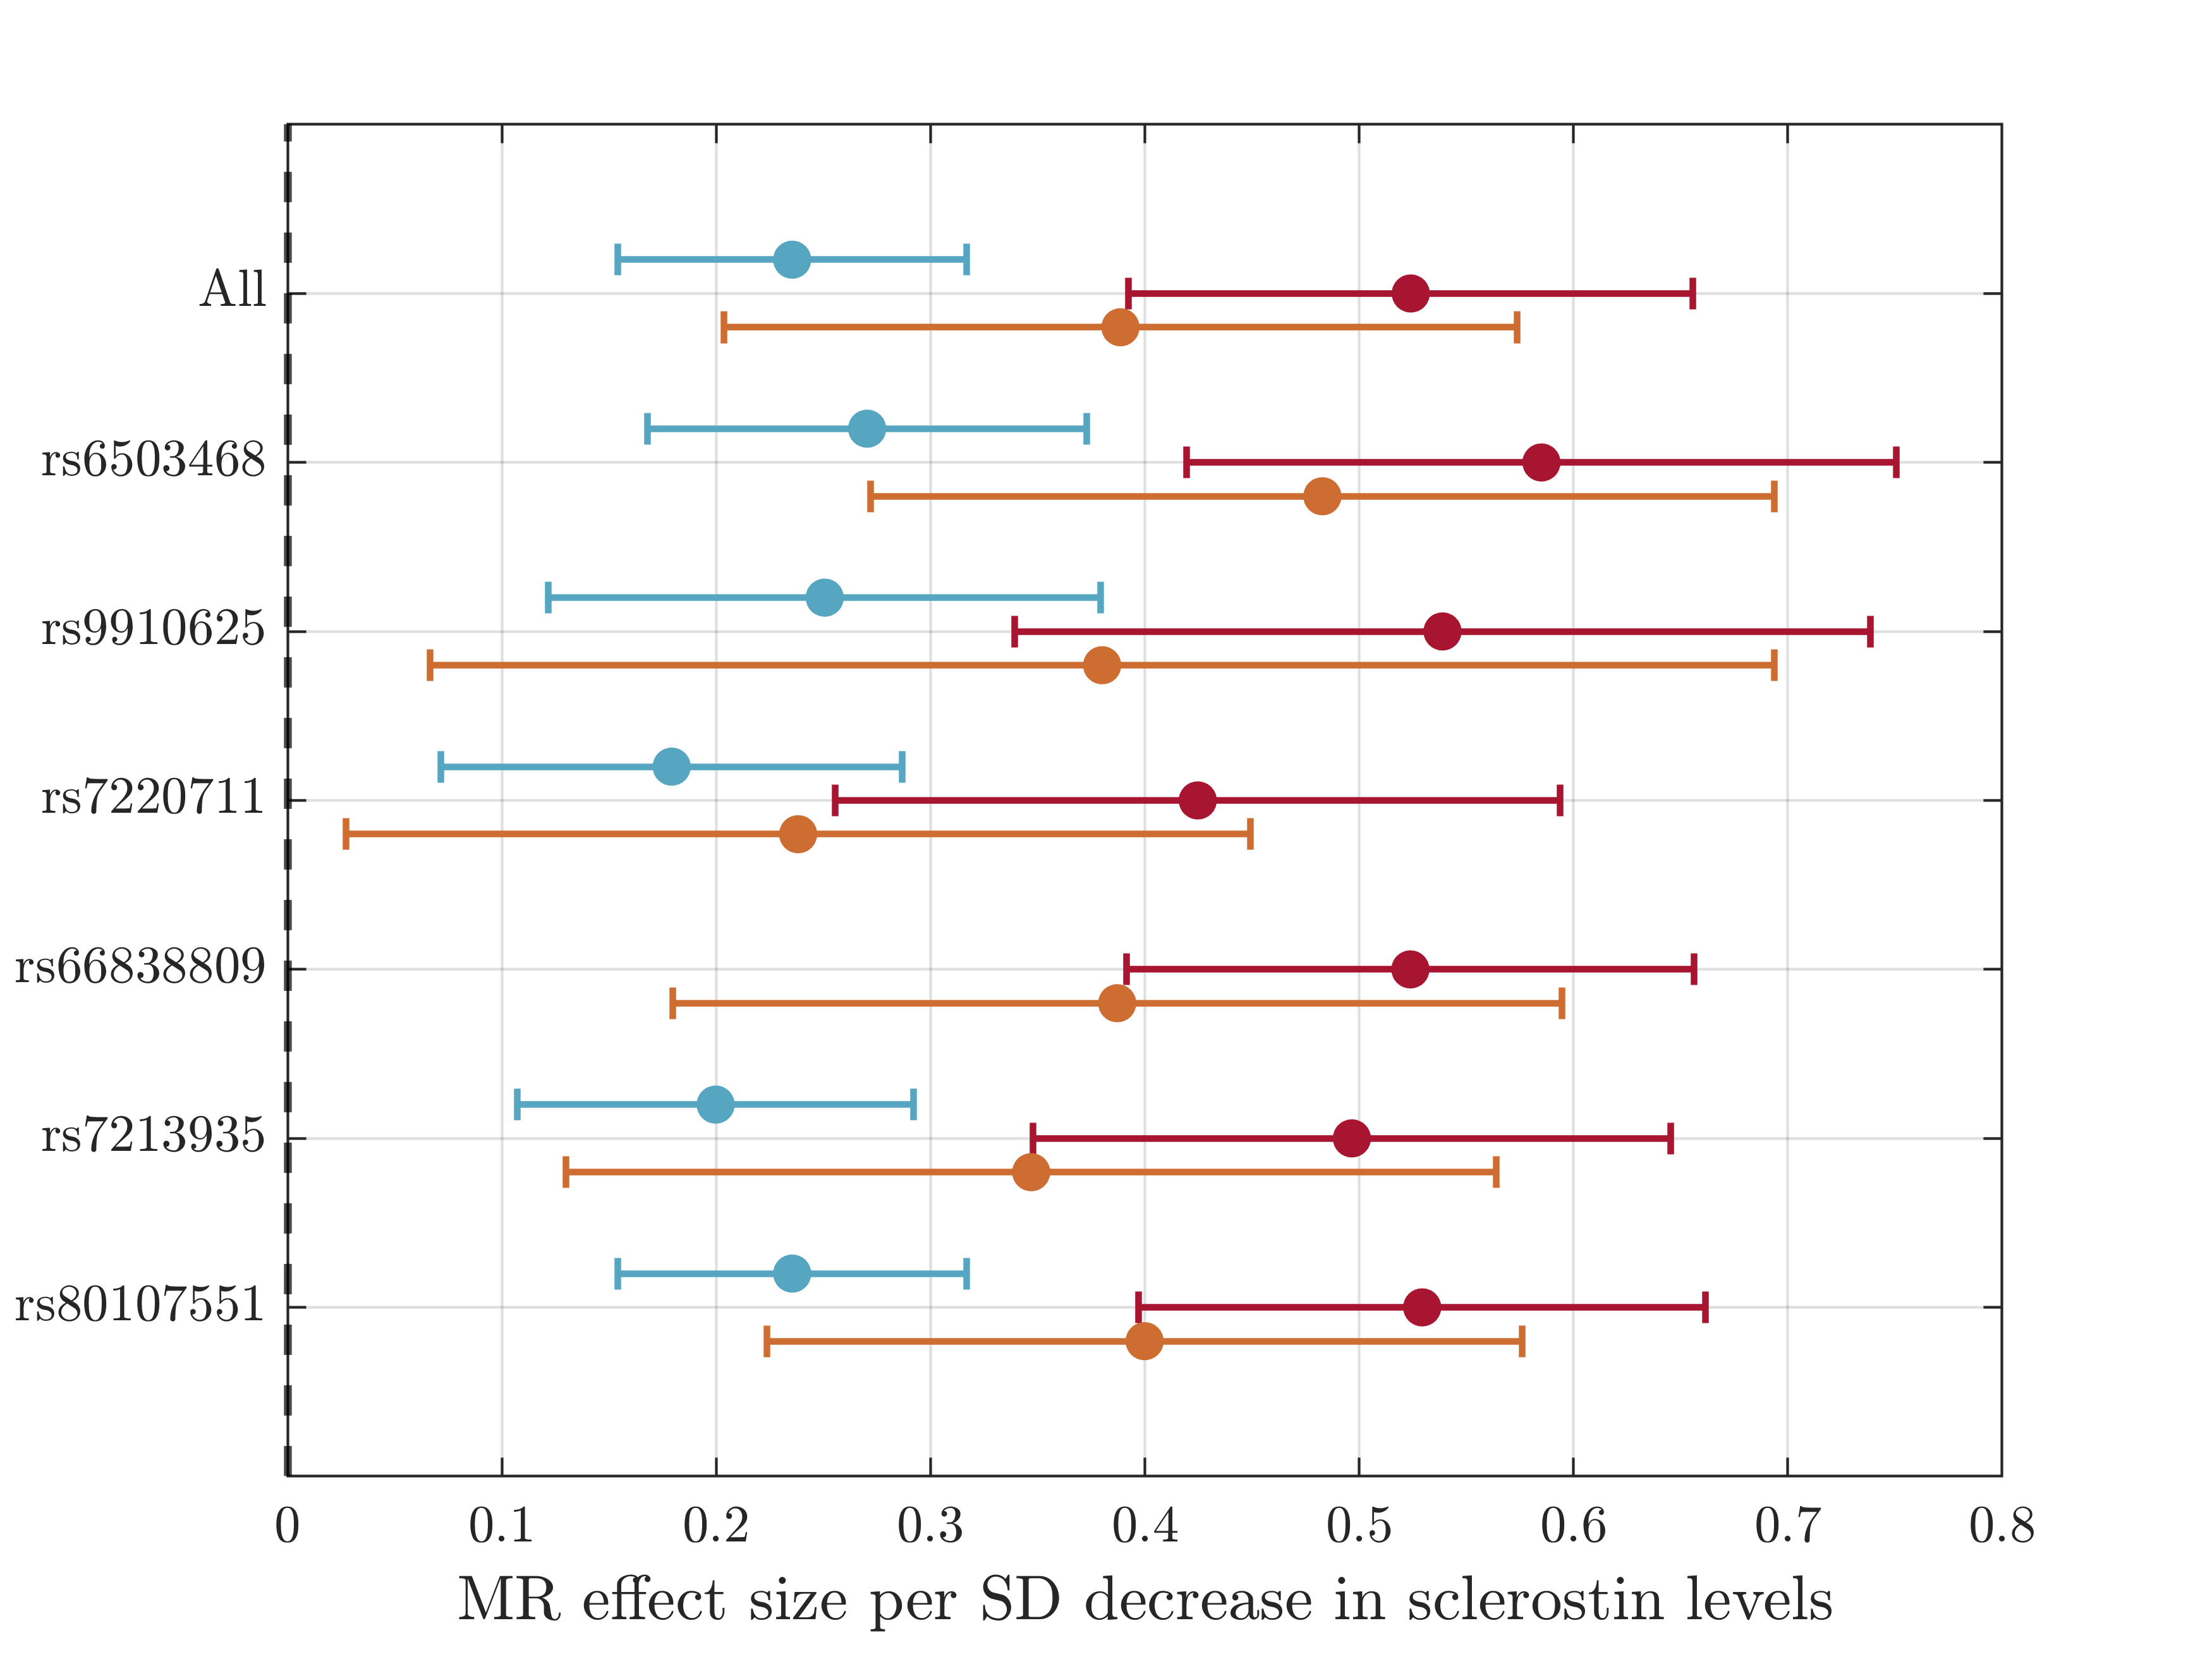 All
rs6503468
rs9910625
rs7220711
rs66838809
rs7213935
rs80107551
0 0.1 0.2 0.3 0.4 0.5 0.6 0.7 0.8
MR effect size per SD decrease in sclerostin levels